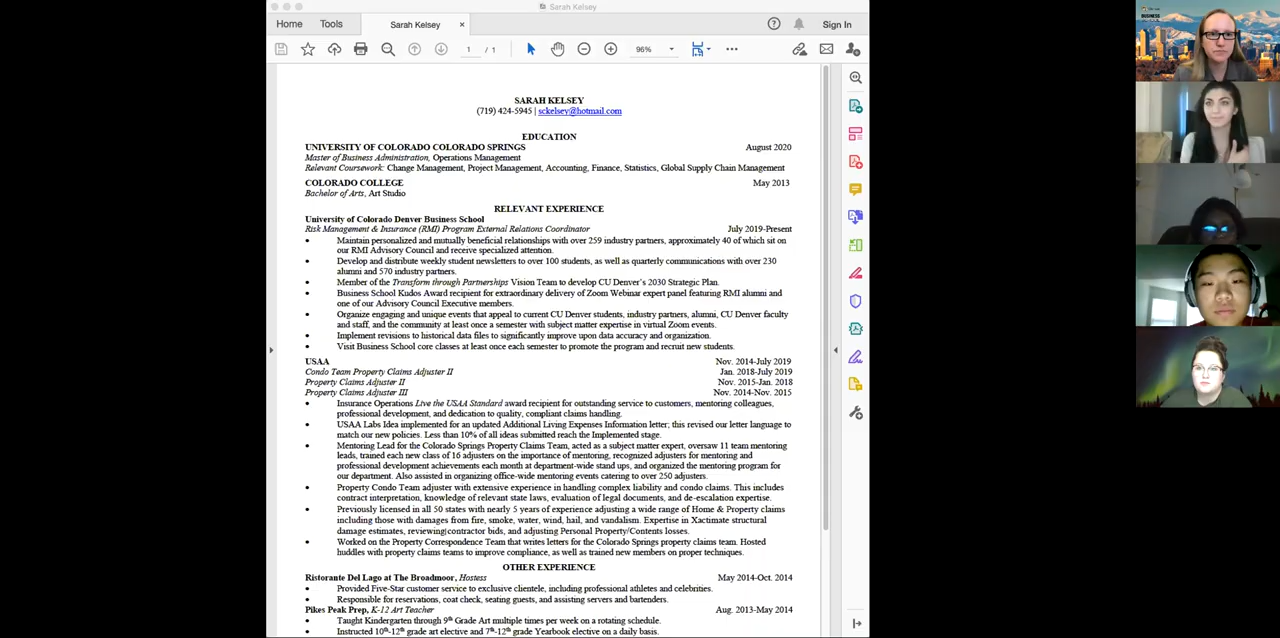 Sarah Kelsey
Home Tools Sarah Kelsey × Sign In
1 / 1 96%
SARAH KELSEY
(719) 424-5945 | sckelsey@hotmail.com
EDUCATION
UNIVERSITY OF COLORADO COLORADO SPRINGS August 2020
Master of Business Administration, Operations Management
Relevant Coursework: Change Management, Project Management, Accounting, Finance, Statistics, Global Supply Chain Management
COLORADO COLLEGE May 2013
Bachelor of Arts, Art Studio
RELEVANT EXPERIENCE
University of Colorado Denver Business School
Risk Management & Insurance (RMI) Program External Relations Coordinator July 2019-Present
• Maintain personalized and mutually beneficial relationships with over 259 industry partners, approximately 40 of which sit on
our RMI Advisory Council and receive specialized attention.
• Develop and distribute weekly student newsletters to over 100 students, as well as quarterly communications with over 230
alumni and 570 industry partners.
• Member of the Transform through Partnerships Vision Team to develop CU Denver's 2030 Strategic Plan.
• Business School Kudos Award recipient for extraordinary delivery of Zoom Webinar expert panel featuring RMI alumni and
one of our Advisory Council Executive members.
• Organize engaging and unique events that appeal to current CU Denver students, industry partners, alumni, CU Denver faculty
and staff, and the community at least once a semester with subject matter expertise in virtual Zoom events.
• Implement revisions to historical data files to significantly improve upon data accuracy and organization.
• Visit Business School core classes at least once each semester to promote the program and recruit new students.
USAA Nov. 2014-July 2019
Condo Team Property Claims Adjuster II Jan. 2018-July 2019
Property Claims Adjuster II Nov. 2015-Jan. 2018
Property Claims Adjuster III Nov. 2014-Nov. 2015
• Insurance Operations Live the USAA Standard award recipient for outstanding service to customers, mentoring colleagues,
professional development, and dedication to quality, compliant claims handling.
• USAA Labs Idea implemented for an updated Additional Living Expenses Information letter; this revised our letter language to
match our new policies. Less than 10% of all ideas submitted reach the Implemented stage.
• Mentoring Lead for the Colorado Springs Property Claims Team, acted as a subject matter expert, oversaw 11 team mentoring
leads, trained each new class of 16 adjusters on the importance of mentoring, recognized adjusters for mentoring and
professional development achievements each month at department-wide stand ups, and organized the mentoring program for
our department. Also assisted in organizing office-wide mentoring events catering to over 250 adjusters.
• Property Condo Team adjuster with extensive experience in handling complex liability and condo claims. This includes
contract interpretation, knowledge of relevant state laws, evaluation of legal documents, and de-escalation expertise.
• Previously licensed in all 50 states with nearly 5 years of experience adjusting a wide range of Home & Property claims
including those with damages from fire, smoke, water, wind, hail, and vandalism. Expertise in Xactimate structural
damage estimates, reviewing contractor bids, and adjusting Personal Property/Contents losses.
• Worked on the Property Correspondence Team that writes letters for the Colorado Springs property claims team. Hosted
huddles with property claims teams to improve compliance, as well as trained new members on proper techniques.
OTHER EXPERIENCE
Ristorante Del Lago at The Broadmoor, Hostess May 2014-Oct. 2014
• Provided Five-Star customer service to exclusive clientele, including professional athletes and celebrities.
• Responsible for reservations, coat check, seating guests, and assisting servers and bartenders.
Pikes Peak Prep, K-12 Art Teacher Aug. 2013-May 2014
• Taught Kindergarten through 9th Grade Art multiple times per week on a rotating schedule.
• Instructed 10th-12th grade art elective and 7th-12th grade Yearbook elective on a daily basis.
BUSINESS